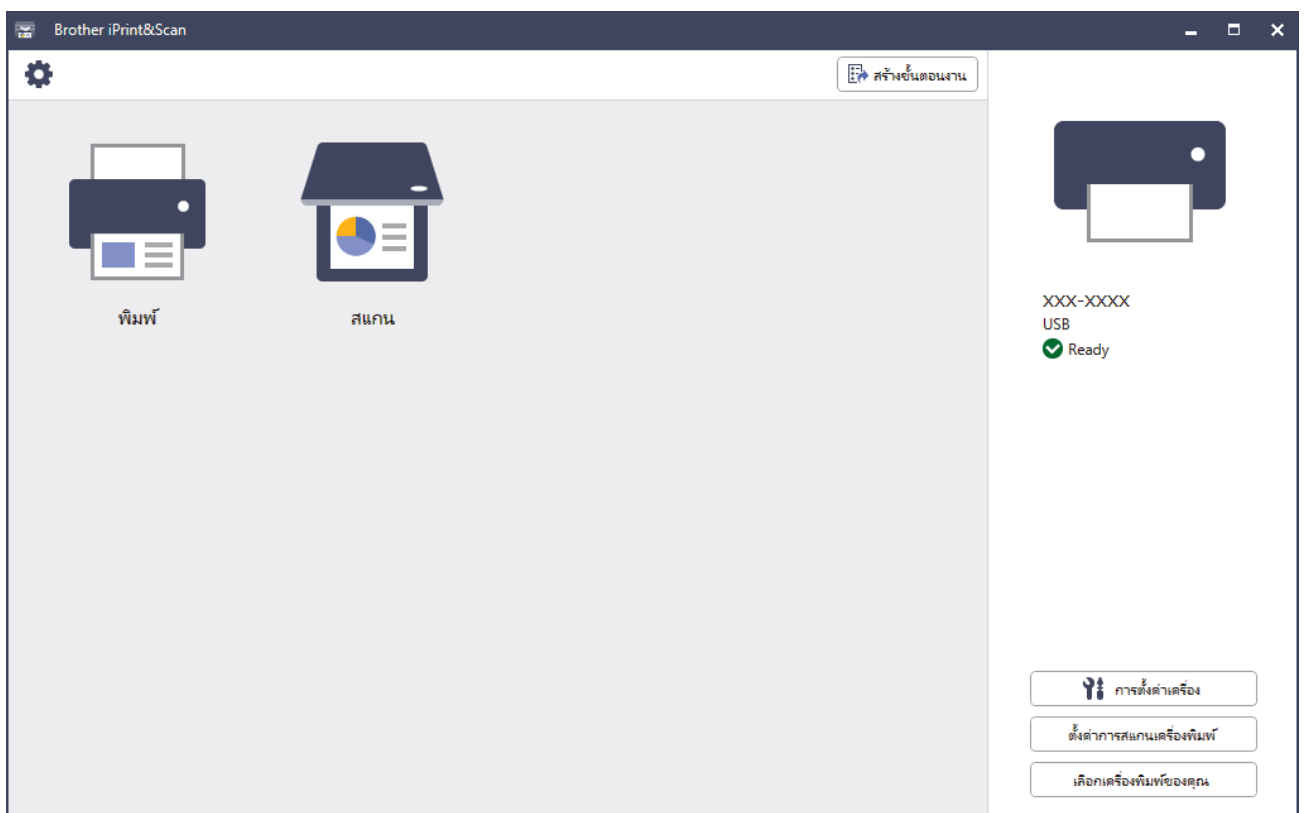 Brother iPrint&Scan
สร้างขั้นตอนงาน
พิมพ์
สแกน
XXX-XXXX
USB
Ready
การตั้งค่าเครื่อง
ตั้งค่าการสแกนเครื่องพิมพ์
เลือกเครื่องพิมพ์ของคุณ